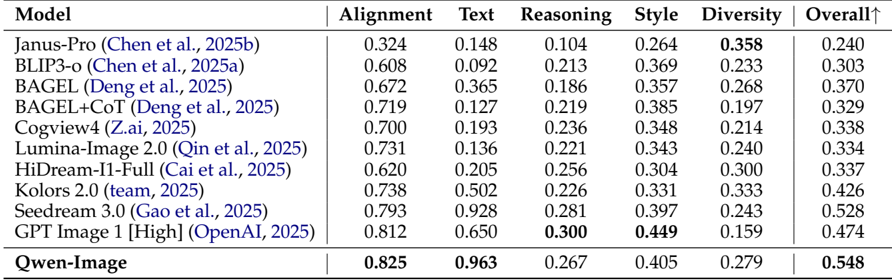 Model Alignment Text Reasoning Style Diversity Overall↑
Janus-Pro (Chen et al., 2025b) 0.324 0.148 0.104 0.264 0.358 0.240
BLIP3-o (Chen et al., 2025a) 0.608 0.092 0.213 0.369 0.233 0.303
BAGEL (Deng et al., 2025) 0.672 0.365 0.186 0.357 0.268 0.370
BAGEL+CoT (Deng et al., 2025) 0.719 0.127 0.219 0.385 0.197 0.329
Cogview4 (Z.ai, 2025) 0.700 0.193 0.236 0.348 0.214 0.338
Lumina-Image 2.0 (Qin et al., 2025) 0.731 0.136 0.221 0.343 0.240 0.334
HiDream-I1-Full (Cai et al., 2025) 0.620 0.205 0.256 0.304 0.300 0.337
Kolors 2.0 (team, 2025) 0.738 0.502 0.226 0.331 0.333 0.426
Seedream 3.0 (Gao et al., 2025) 0.793 0.928 0.281 0.397 0.243 0.528
GPT Image 1 [High] (OpenAI, 2025) 0.812 0.650 0.300 0.449 0.159 0.474
Qwen-Image 0.825 0.963 0.267 0.405 0.279 0.548